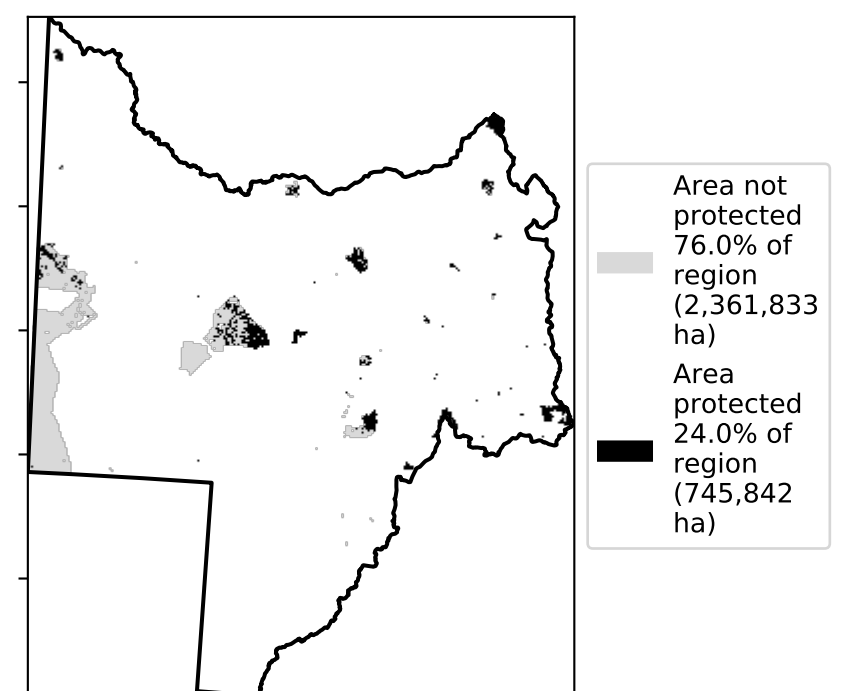 Area not
protected
76.0% of
region
(2,361,833
ha)
Area
protected
24.0% of
region
(745,842
ha)